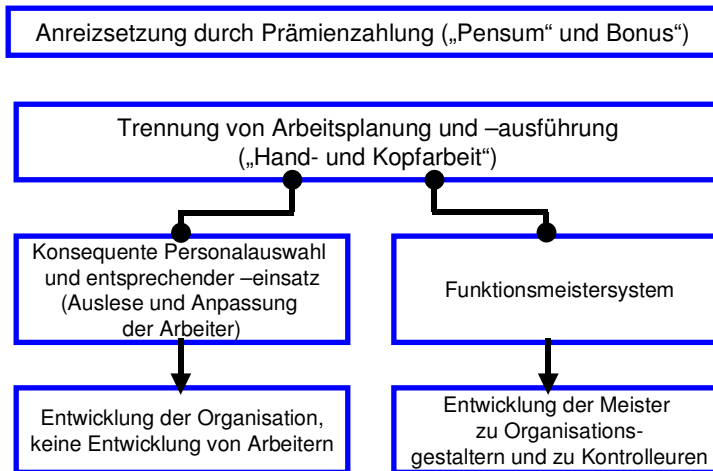 Anreizsetzung durch Prämienzahlung („Pensum“ und Bonus“)
Trennung von Arbeitsplanung und –ausführung
(„Hand- und Kopfarbeit“)
Konsequente Personalauswahl
und entsprechender –einsatz
(Auslese und Anpassung
der Arbeiter)
Funktionsmeistersystem
Entwicklung der Organisation,
keine Entwicklung von Arbeitern
Entwicklung der Meister
zu Organisations-
gestaltern und zu Kontrolleuren